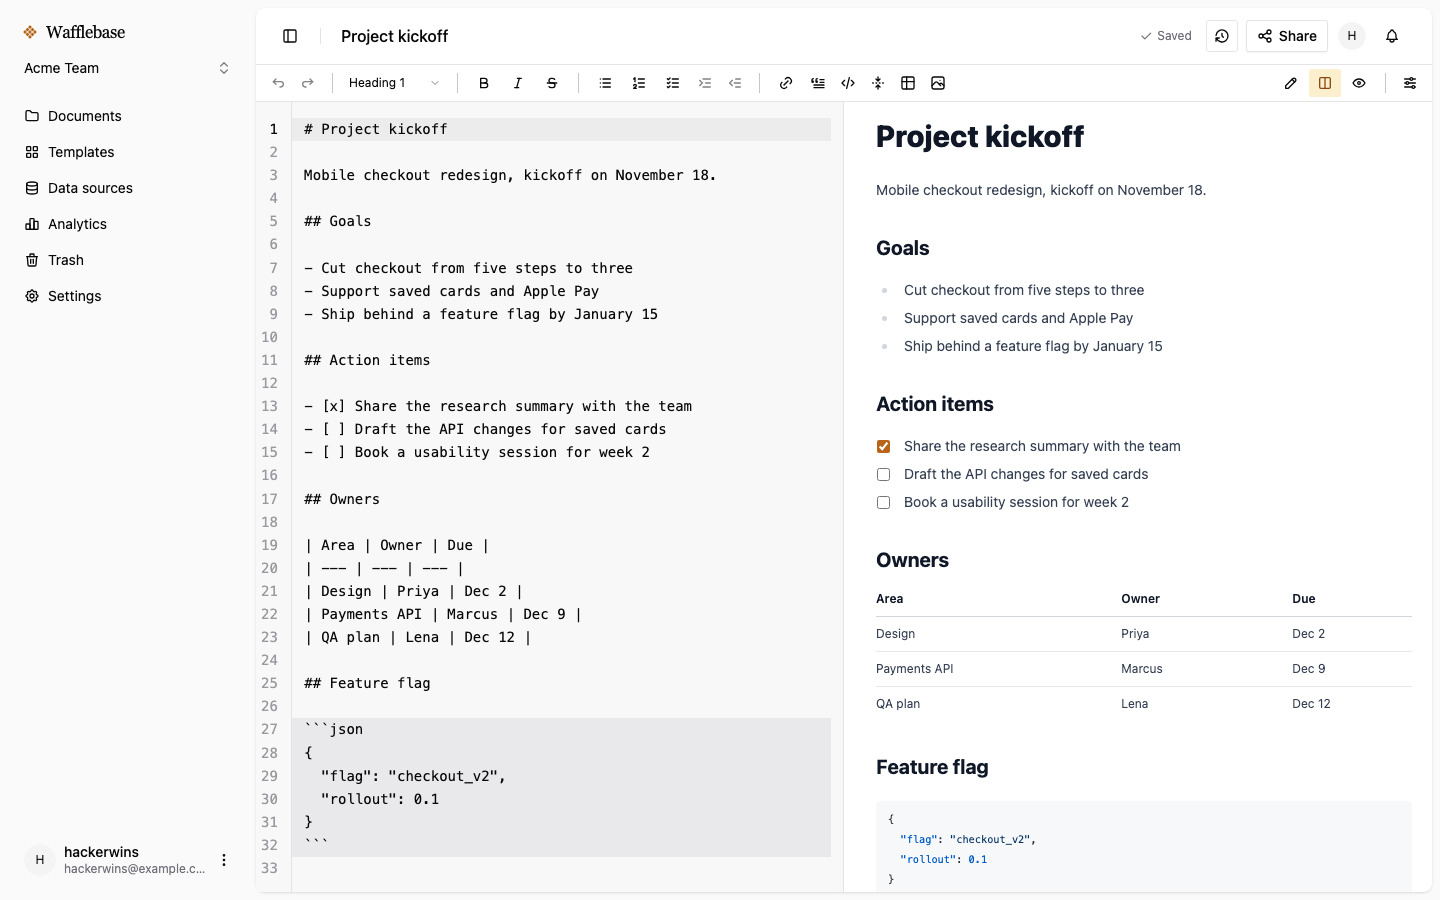 Wafflebase
Acme Team
Documents
Templates
Data sources
Analytics
Trash
Settings
H
hackerwins
hackerwins@example.c...
Project kickoff
Saved
Share
H
Heading 1
B
I
S
1 # Project kickoff
2
3 Mobile checkout redesign, kickoff on November 18.
4
5 ## Goals
6
7 - Cut checkout from five steps to three
8 - Support saved cards and Apple Pay
9 - Ship behind a feature flag by January 15
10
11 ## Action items
12
13 - [x] Share the research summary with the team
14 - [ ] Draft the API changes for saved cards
15 - [ ] Book a usability session for week 2
16
17 ## Owners
18
19 | Area | Owner | Due |
20 | --- | --- | --- |
21 | Design | Priya | Dec 2 |
22 | Payments API | Marcus | Dec 9 |
23 | QA plan | Lena | Dec 12 |
24
25 ## Feature flag
26
27 ```json
28 {
29   "flag": "checkout_v2",
30   "rollout": 0.1
31 }
32 ```
33
Project kickoff
Mobile checkout redesign, kickoff on November 18.
Goals
Cut checkout from five steps to three
Support saved cards and Apple Pay
Ship behind a feature flag by January 15
Action items
Share the research summary with the team
Draft the API changes for saved cards
Book a usability session for week 2
Owners
Area Owner Due
Design Priya Dec 2
Payments API Marcus Dec 9
QA plan Lena Dec 12
Feature flag
{
  "flag": "checkout_v2",
  "rollout": 0.1
}